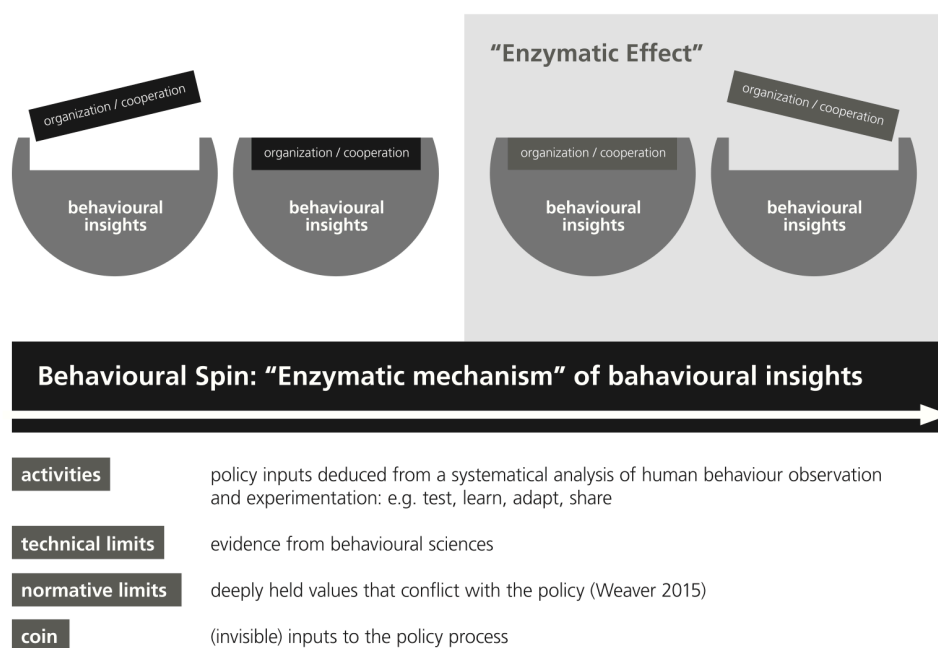 "Enzymatic Effect"
organization / cooperation
behavioural
insights
organization / cooperation
behavioural
insights
organization / cooperation
behavioural
insights
organization / cooperation
behavioural
insights
Behavioural Spin: "Enzymatic mechanism" of bahavioural insights
activities
policy inputs deduced from a systematical analysis of human behaviour observation
and experimentation: e.g. test, learn, adapt, share
technical limits
evidence from behavioural sciences
normative limits
deeply held values that conflict with the policy (Weaver 2015)
coin
(invisible) inputs to the policy process